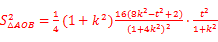 S²△AOB = 1/4 (1 + k²) 16(8k²−t²+2)/(1+4k²)² · t²/(1+k²)